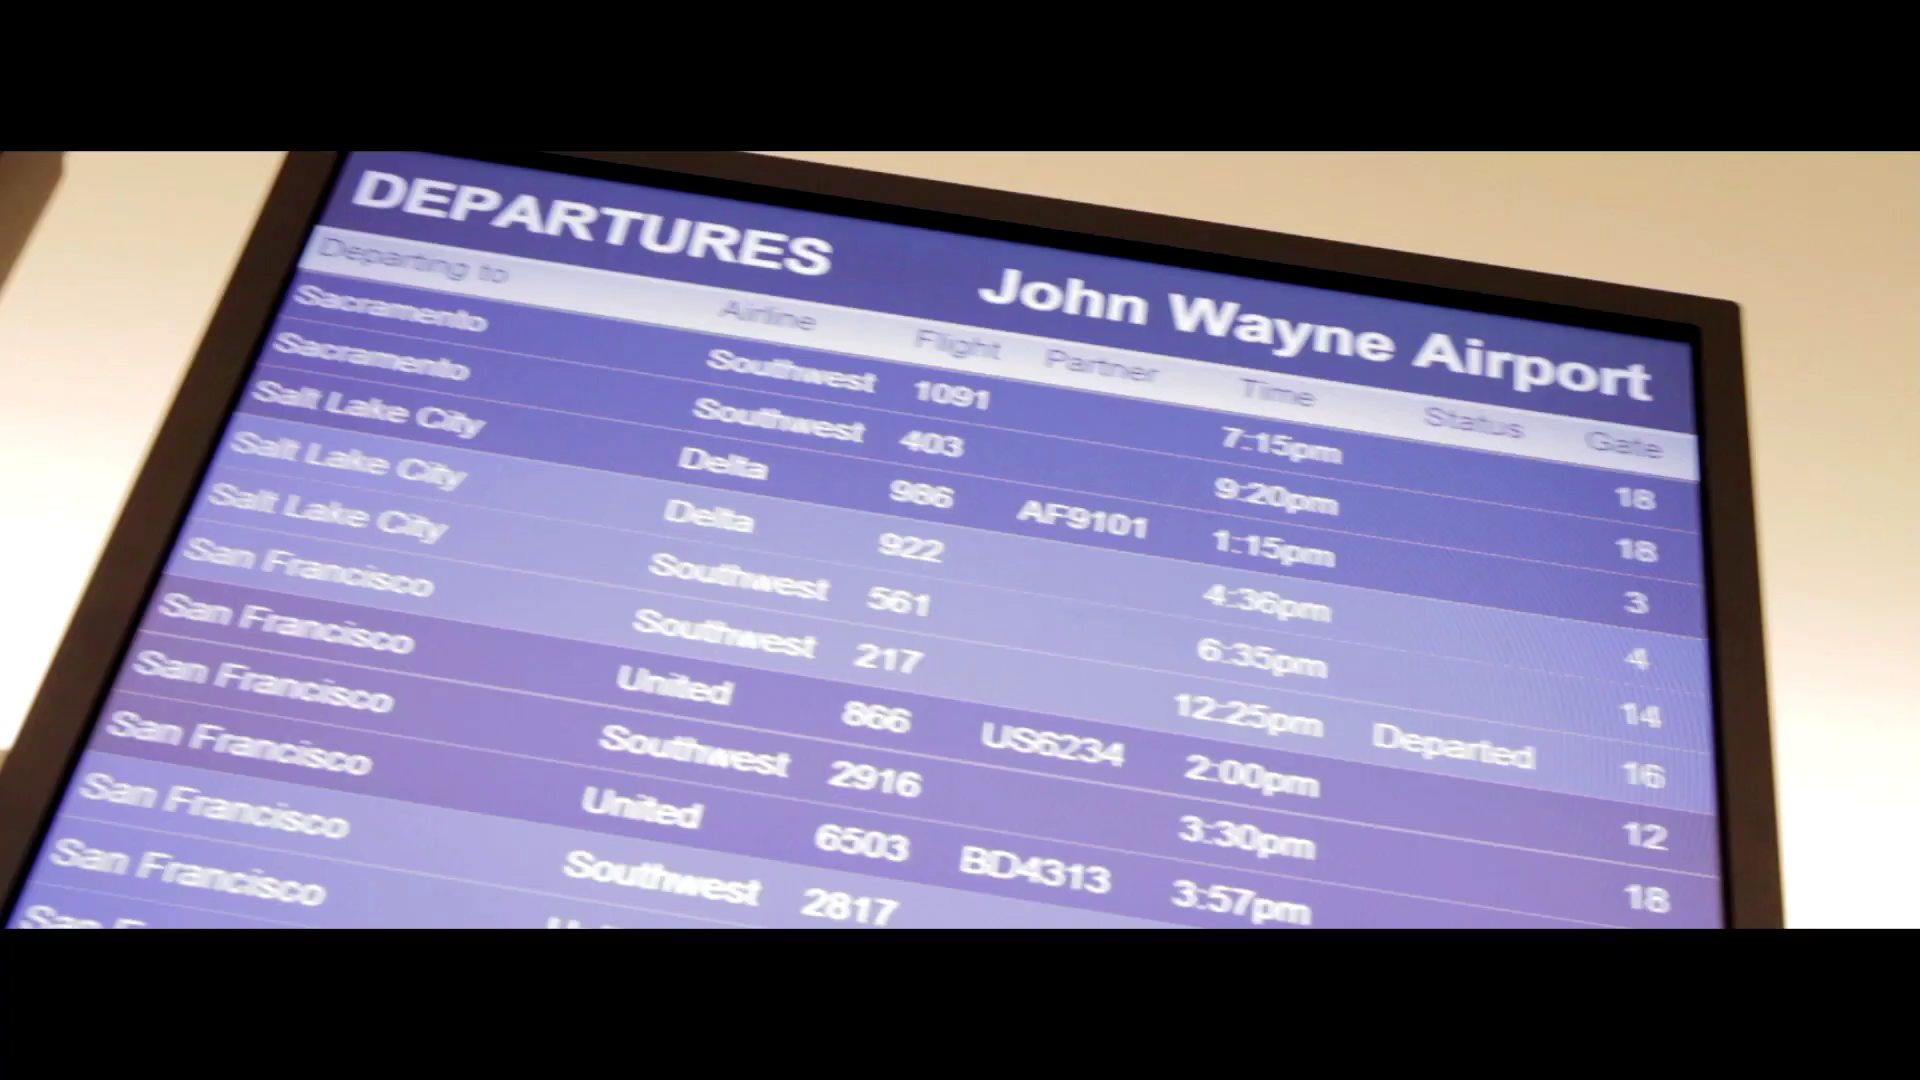 DEPARTURES John Wayne Airport
Departing to Airline Flight Partner Time Status Gate
Sacramento Southwest 1091 7:15pm 18
Sacramento Southwest 403 9:20pm 18
Salt Lake City Delta 986 AF9101 1:15pm 3
Salt Lake City Delta 922 4:36pm 4
Salt Lake City Southwest 561 6:35pm 14
San Francisco Southwest 217 12:25pm Departed 16
San Francisco United 866 US6234 2:00pm 12
San Francisco Southwest 2916 3:30pm 18
San Francisco United 6503 BD4313 3:57pm
San Francisco Southwest 2817
San Francisco
San